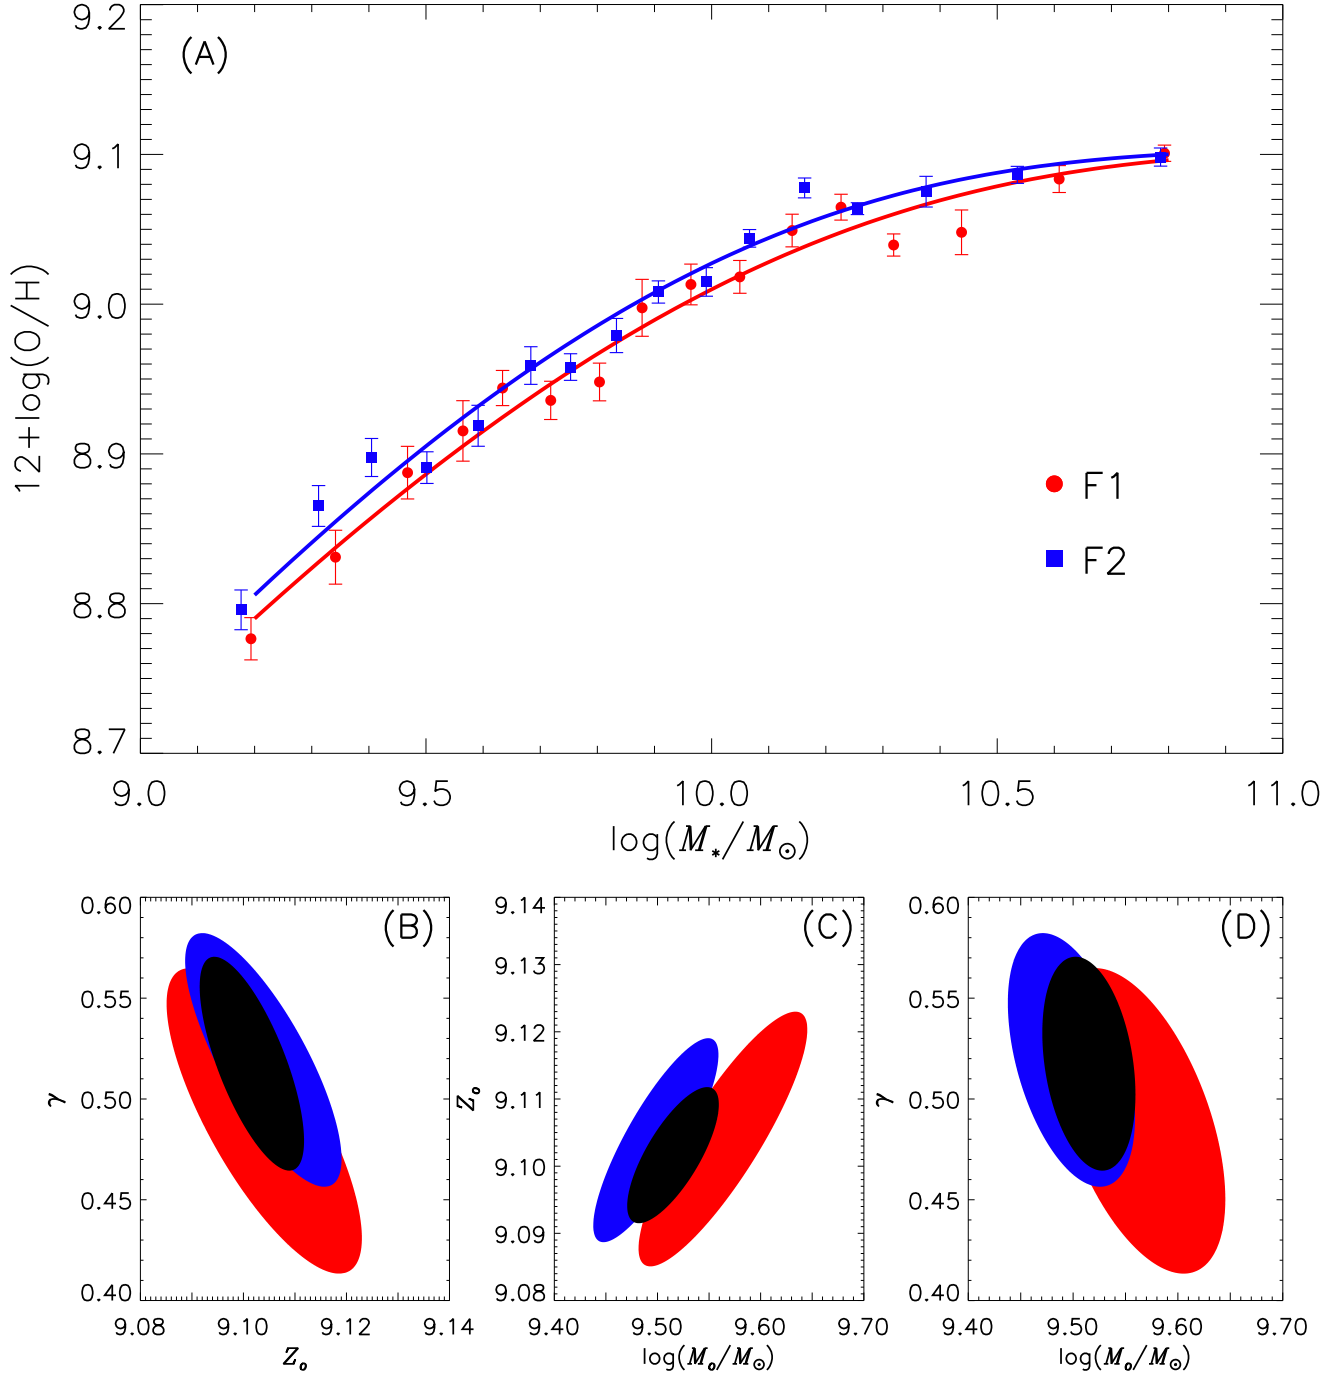 (A)
9.2
9.1
9.0
8.9
8.8
8.7
12+log(O/H)
F1
F2
9.0 9.5 10.0 10.5 11.0
log(M*/M⊙)
(B)
0.60
0.55
0.50
0.45
0.40
γ
9.08 9.10 9.12 9.14
Zo
(C)
9.14
9.13
9.12
9.11
9.10
9.09
9.08
Zo
9.40 9.50 9.60 9.70
log(Mo/M⊙)
(D)
0.60
0.55
0.50
0.45
0.40
γ
9.40 9.50 9.60 9.70
log(Mo/M⊙)